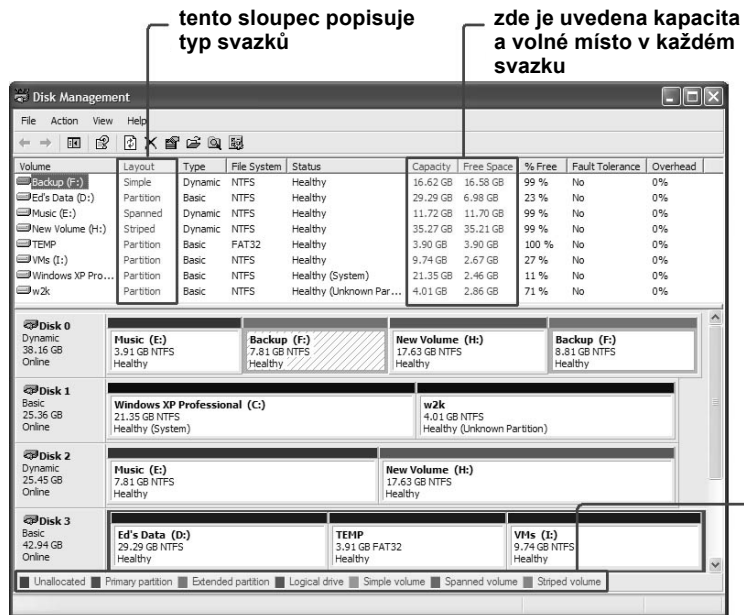 tento sloupec popisuje
typ svazků
zde je uvedena kapacita
a volné místo v každém
svazku
Disk Management
File Action View Help
Volume Layout Type File System Status Capacity Free Space % Free Fault Tolerance Overhead
Backup (F:) Simple Dynamic NTFS Healthy 16.62 GB 16.58 GB 99 % No 0%
Ed's Data (D:) Partition Basic NTFS Healthy 29.29 GB 6.98 GB 23 % No 0%
Music (E:) Spanned Dynamic NTFS Healthy 11.72 GB 11.70 GB 99 % No 0%
New Volume (H:) Striped Dynamic NTFS Healthy 35.27 GB 35.21 GB 99 % No 0%
TEMP Partition Basic FAT32 Healthy 3.90 GB 3.90 GB 100 % No 0%
VMs (I:) Partition Basic NTFS Healthy 9.74 GB 2.67 GB 27 % No 0%
Windows XP Pro... Partition Basic NTFS Healthy (System) 21.35 GB 2.46 GB 11 % No 0%
w2k Partition Basic NTFS Healthy (Unknown Par... 4.01 GB 2.86 GB 71 % No 0%
Disk 0
Dynamic
38.16 GB
Online
Music (E:)
3.91 GB NTFS
Healthy
Backup (F:)
7.81 GB NTFS
Healthy
New Volume (H:)
17.63 GB NTFS
Healthy
Backup (F:)
8.81 GB NTFS
Healthy
Disk 1
Basic
25.36 GB
Online
Windows XP Professional (C:)
21.35 GB NTFS
Healthy (System)
w2k
4.01 GB NTFS
Healthy (Unknown Partition)
Disk 2
Dynamic
25.45 GB
Online
Music (E:)
7.81 GB NTFS
Healthy
New Volume (H:)
17.63 GB NTFS
Healthy
Disk 3
Basic
42.94 GB
Online
Ed's Data (D:)
29.29 GB NTFS
Healthy
TEMP
3.91 GB FAT32
Healthy
VMs (I:)
9.74 GB NTFS
Healthy
Unallocated Primary partition Extended partition Logical drive Simple volume Spanned volume Striped volume